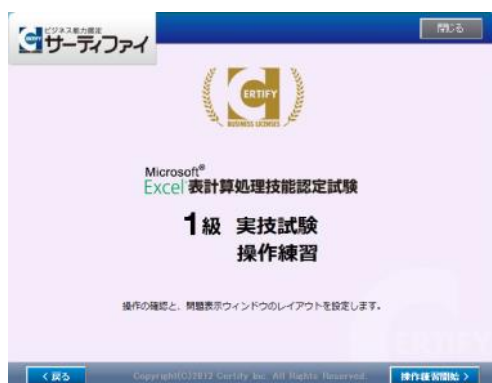 ビジネス能力認定
サーティファイ
閉じる
CERTIFY
BUSINESS LICENSES
Microsoft®
Excel®表計算処理技能認定試験
1級 実技試験
操作練習
操作の確認と、問題表示ウィンドウのレイアウトを設定します。
CERTIFY
< 戻る
Copyright(C)2012 Certify Inc. All Rights Reserved.
操作練習開始 >